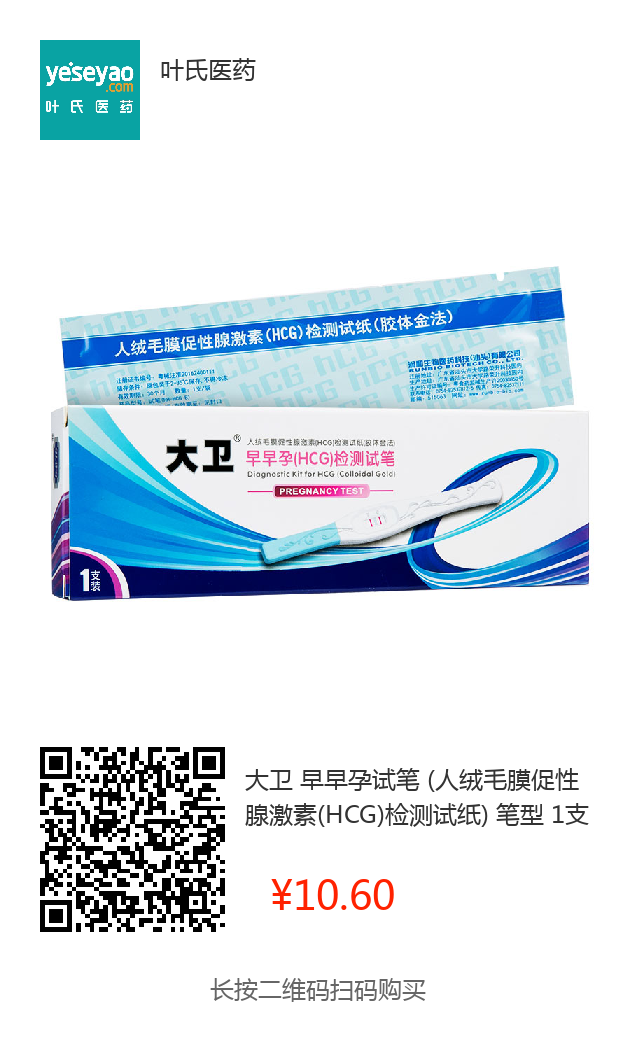 yeseyao
.com
叶氏医药
叶氏医药
人绒毛膜促性腺激素(HCG)检测试纸(胶体金法)
大卫®
人绒毛膜促性腺激素(HCG)检测试纸(胶体金法)
早早孕(HCG)检测试笔
Diagnostic Kit for HCG (Colloidal Gold)
PREGNANCY TEST
1支装
大卫 早早孕试笔 (人绒毛膜促性
腺激素(HCG)检测试纸) 笔型 1支
¥10.60
长按二维码扫码购买